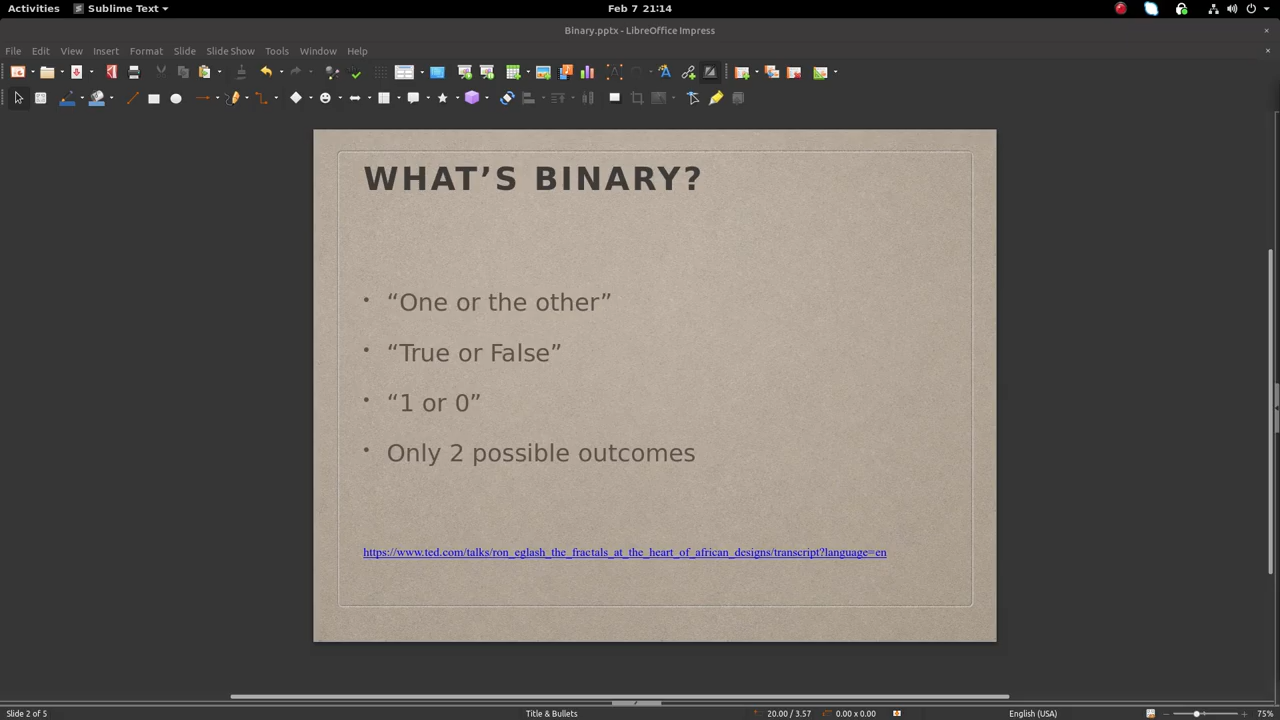 Activities Sublime Text Feb 7 21:14
Binary.pptx - LibreOffice Impress
File Edit View Insert Format Slide Slide Show Tools Window Help
WHAT’S BINARY?
• “One or the other”
• “True or False”
• “1 or 0”
• Only 2 possible outcomes
https://www.ted.com/talks/ron_eglash_the_fractals_at_the_heart_of_african_designs/transcript?language=en
Slide 2 of 5 Title & Bullets 20.00 / 3.57 0.00 x 0.00 English (USA) 75%